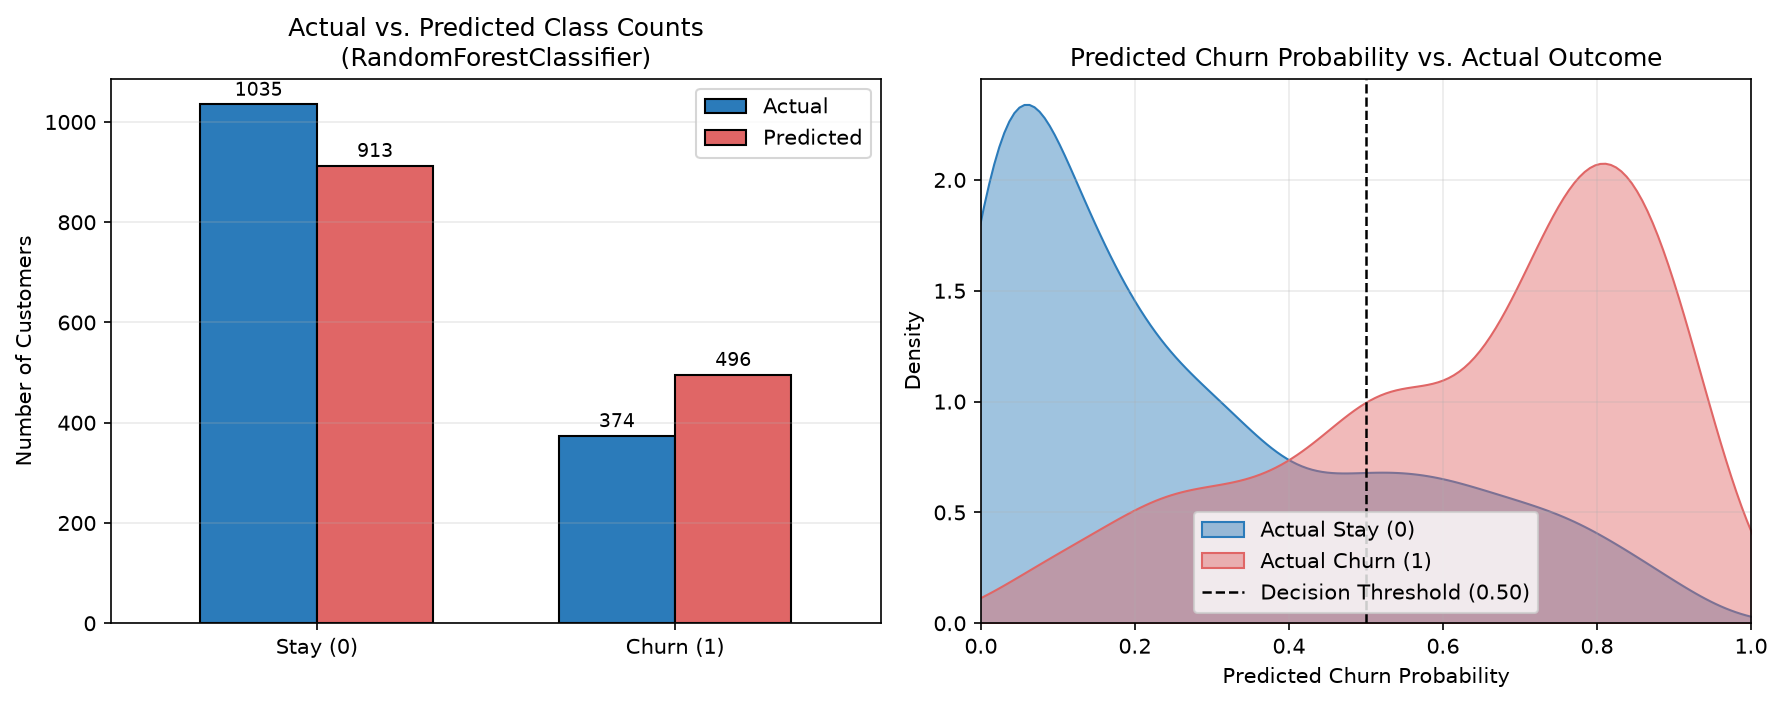 Actual vs. Predicted Class Counts
(RandomForestClassifier)
Number of Customers
1000
800
600
400
200
0
1035
913
374
496
Actual
Predicted
Stay (0)
Churn (1)
Predicted Churn Probability vs. Actual Outcome
Density
2.0
1.5
1.0
0.5
0.0
Actual Stay (0)
Actual Churn (1)
Decision Threshold (0.50)
0.0 0.2 0.4 0.6 0.8 1.0
Predicted Churn Probability